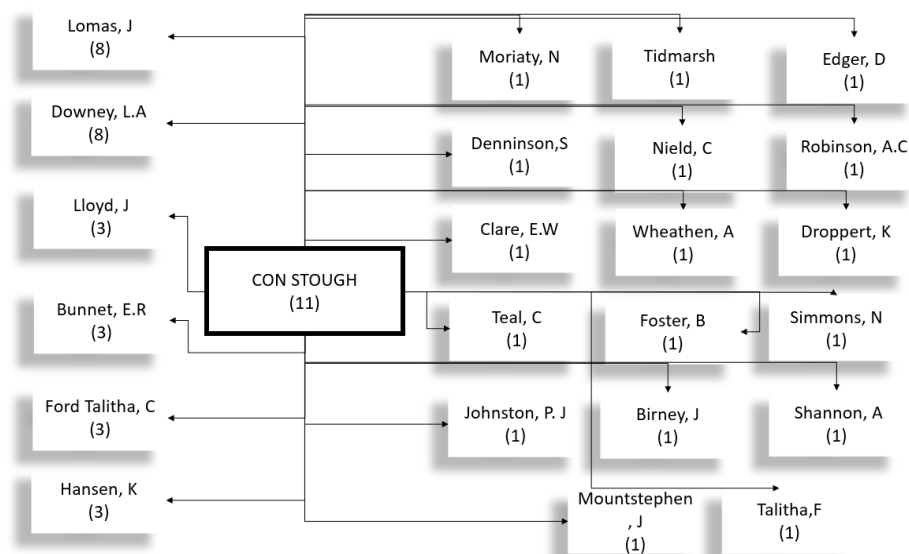 Lomas, J
(8)
Moriaty, N
(1)
Tidmarsh
(1)
Edger, D
(1)
Downey, L.A
(8)
Denninson,S
(1)
Nield, C
(1)
Robinson, A.C
(1)
Lloyd, J
(3)
Clare, E.W
(1)
Wheathen, A
(1)
Droppert, K
(1)
CON STOUGH
(11)
Bunnet, E.R
(3)
Teal, C
(1)
Foster, B
(1)
Simmons, N
(1)
Ford Talitha, C
(3)
Johnston, P. J
(1)
Birney, J
(1)
Shannon, A
(1)
Hansen, K
(3)
Mountstephen
, J
(1)
Talitha,F
(1)